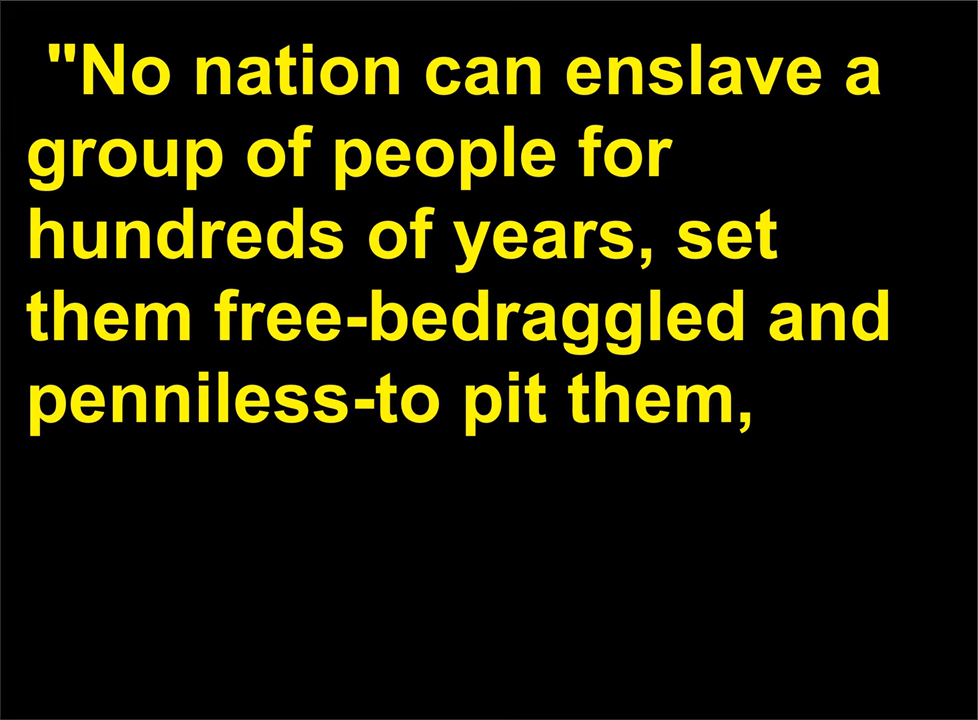 "No nation can enslave a
group of people for
hundreds of years, set
them free-bedraggled and
penniless-to pit them,